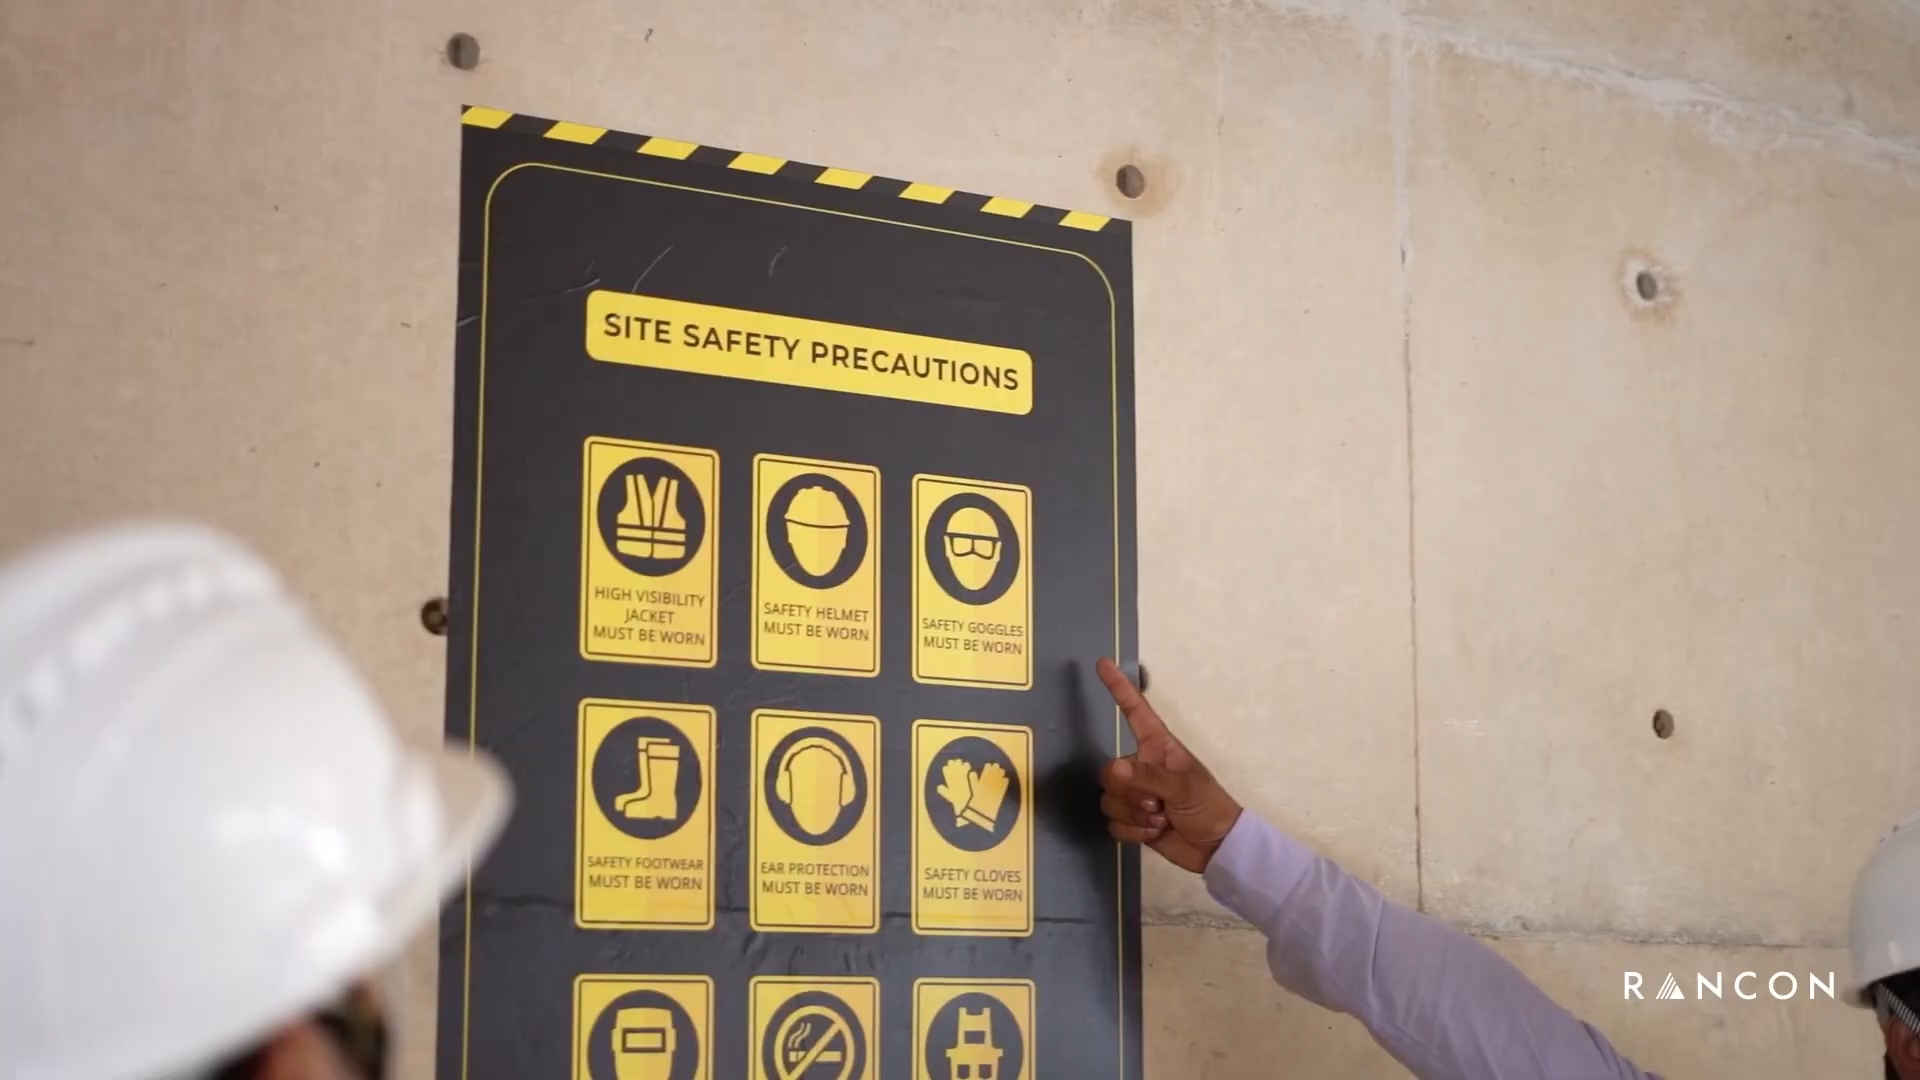 SITE SAFETY PRECAUTIONS
HIGH VISIBILITY
JACKET
MUST BE WORN
SAFETY HELMET
MUST BE WORN
SAFETY GOGGLES
MUST BE WORN
SAFETY FOOTWEAR
MUST BE WORN
EAR PROTECTION
MUST BE WORN
SAFETY CLOVES
MUST BE WORN
RANCON